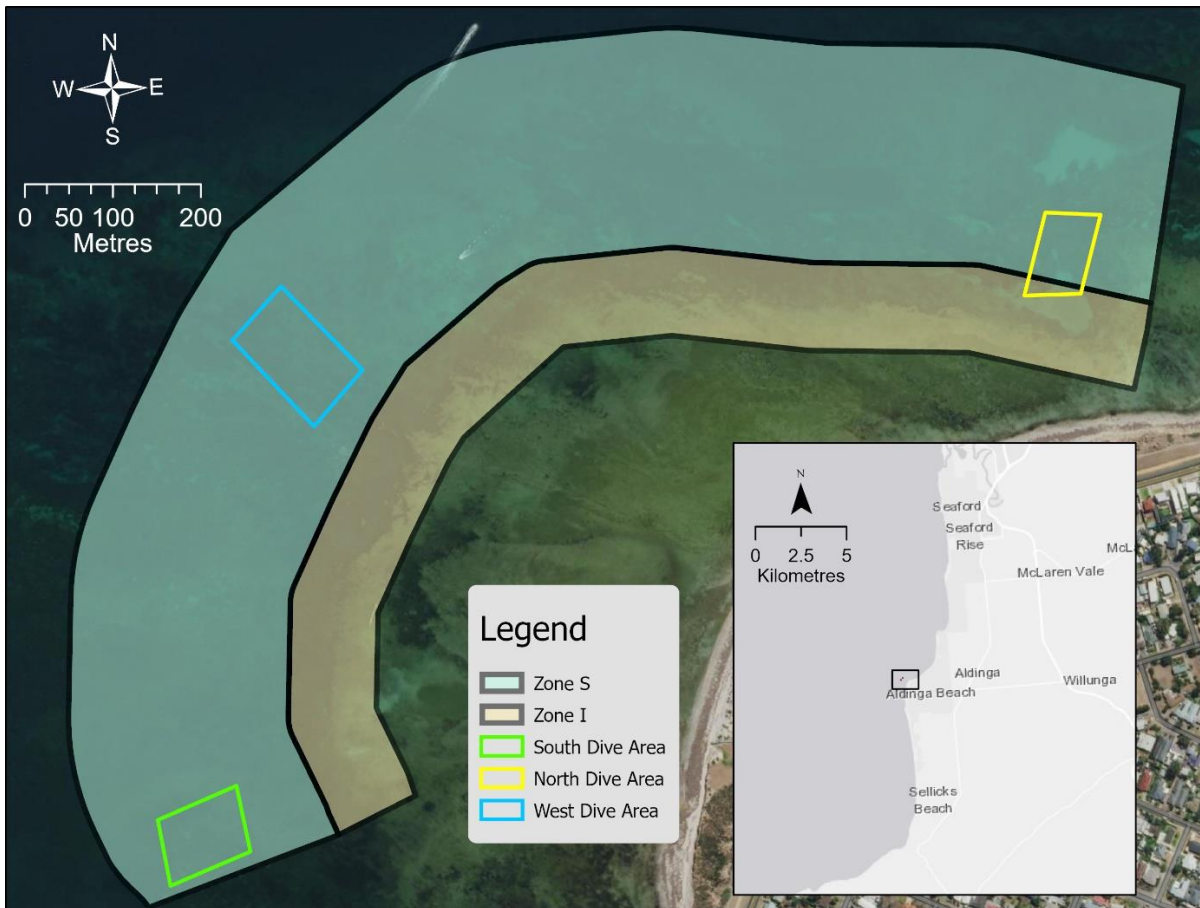 N
W E
S
0 50 100 200
Metres
Legend
Zone S
Zone I
South Dive Area
North Dive Area
West Dive Area
N
0 2.5 5
Kilometres
Seaford
Seaford
Rise
McLaren Vale
Aldinga
Aldinga Beach
Willunga
Sellicks
Beach